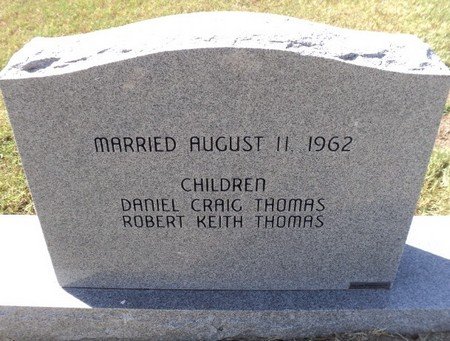 MARRIED AUGUST 11, 1962
CHILDREN
DANIEL CRAIG THOMAS
ROBERT KEITH THOMAS